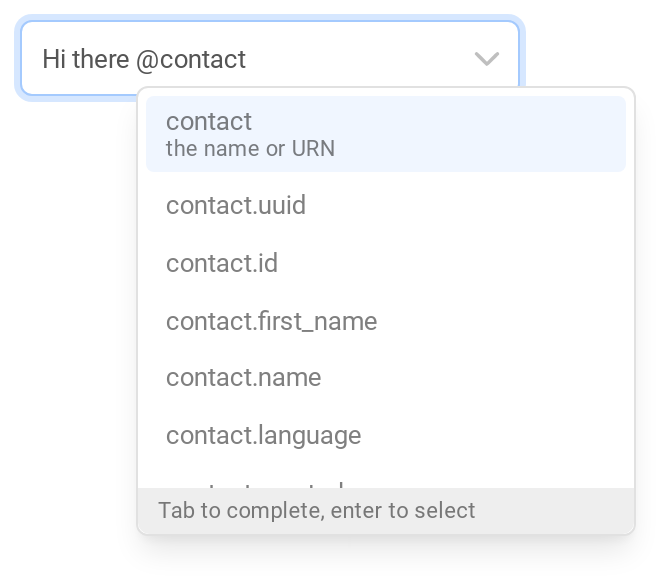 Hi there @contact
contact
the name or URN
contact.uuid
contact.id
contact.first_name
contact.name
contact.language
Tab to complete, enter to select